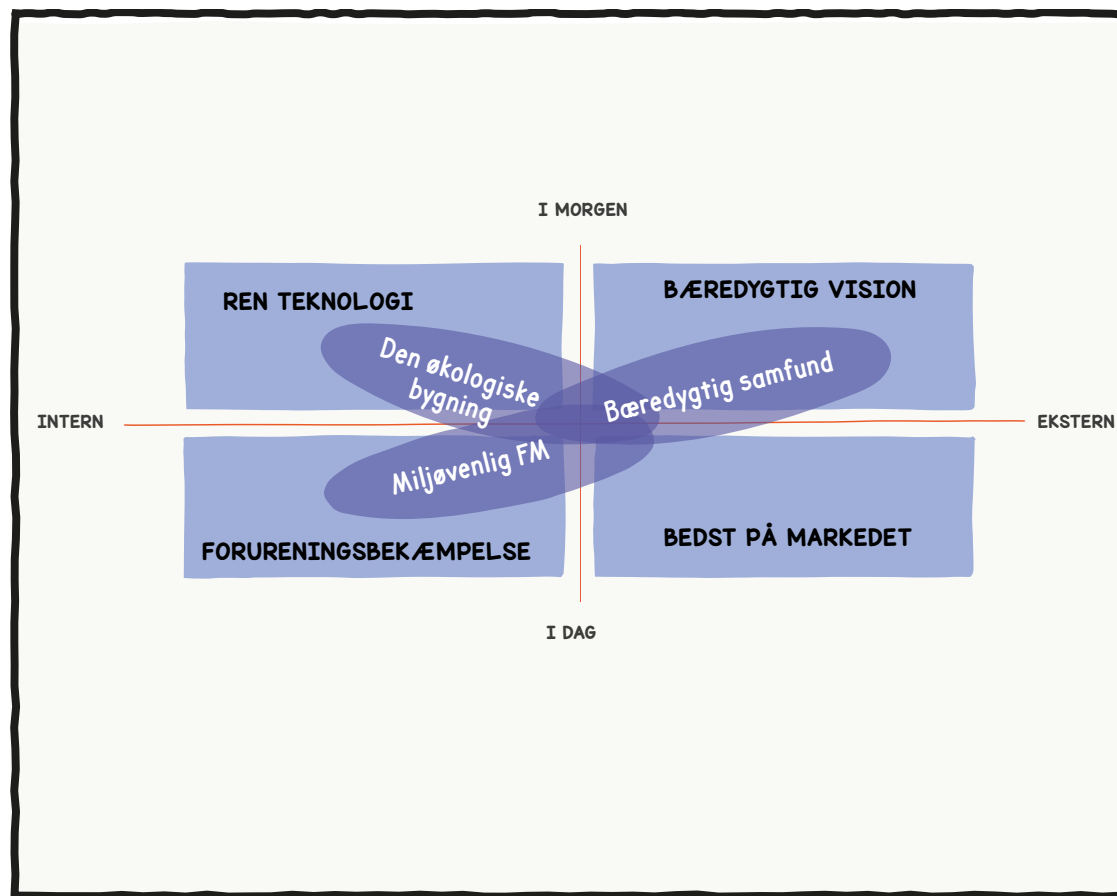 I MORGEN
REN TEKNOLOGI
BÆREDYGTIG VISION
Den økologiske
bygning
Bæredygtig samfund
INTERN
EKSTERN
Miljøvenlig FM
FORURENINGSBEKÆMPELSE
BEDST PÅ MARKEDET
I DAG